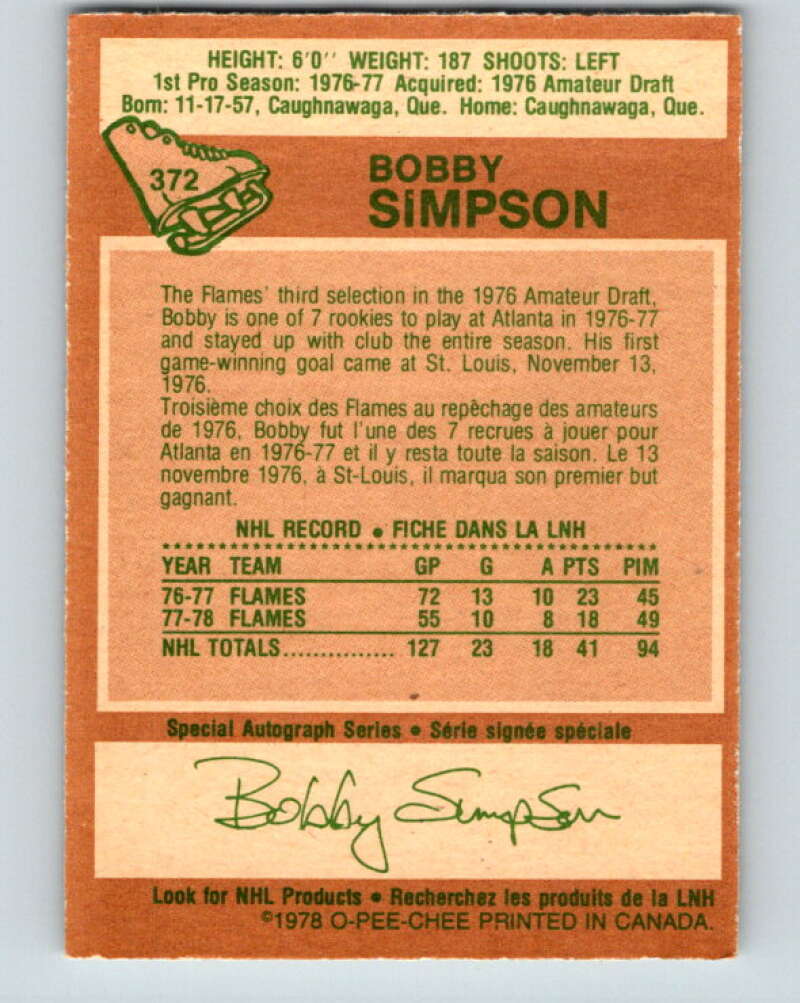 HEIGHT: 6'0'' WEIGHT: 187 SHOOTS: LEFT
1st Pro Season: 1976-77 Acquired: 1976 Amateur Draft
Born: 11-17-57, Caughnawaga, Que. Home: Caughnawaga, Que.
372
BOBBY
SiMPSON
The Flames' third selection in the 1976 Amateur Draft,
Bobby is one of 7 rookies to play at Atlanta in 1976-77
and stayed up with club the entire season. His first
game-winning goal came at St. Louis, November 13,
1976.
Troisième choix des Flames au repêchage des amateurs
de 1976, Bobby fut l'une des 7 recrues à jouer pour
Atlanta en 1976-77 et il y resta toute la saison. Le 13
novembre 1976, à St-Louis, il marqua son premier but
gagnant.
NHL RECORD • FICHE DANS LA LNH
YEAR TEAM GP G A PTS PIM
76-77 FLAMES 72 13 10 23 45
77-78 FLAMES 55 10 8 18 49
NHL TOTALS............... 127 23 18 41 94
Special Autograph Series • Série signée spéciale
Bobby Simpson
Look for NHL Products • Recherchez les produits de la LNH
©1978 O-PEE-CHEE PRINTED IN CANADA.